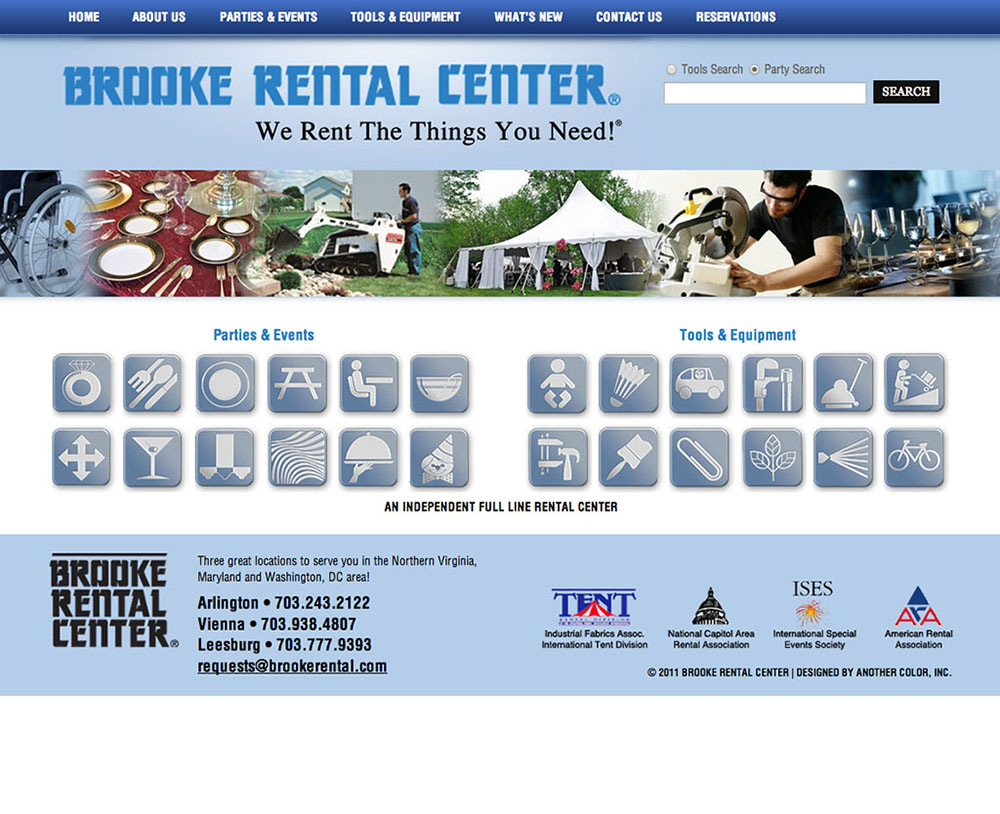 HOME ABOUT US PARTIES & EVENTS TOOLS & EQUIPMENT WHAT'S NEW CONTACT US RESERVATIONS
BROOKE RENTAL CENTER®
We Rent The Things You Need!®
Tools Search Party Search
SEARCH
Parties & Events
Tools & Equipment
AN INDEPENDENT FULL LINE RENTAL CENTER
BROOKE
RENTAL
CENTER®
Three great locations to serve you in the Northern Virginia,
Maryland and Washington, DC area!
Arlington • 703.243.2122
Vienna • 703.938.4807
Leesburg • 703.777.9393
requests@brookerental.com
TENT
Industrial Fabrics Assoc.
International Tent Division
National Capitol Area
Rental Association
ISES
International Special
Events Society
ARA
American Rental
Association
© 2011 BROOKE RENTAL CENTER | DESIGNED BY ANOTHER COLOR, INC.